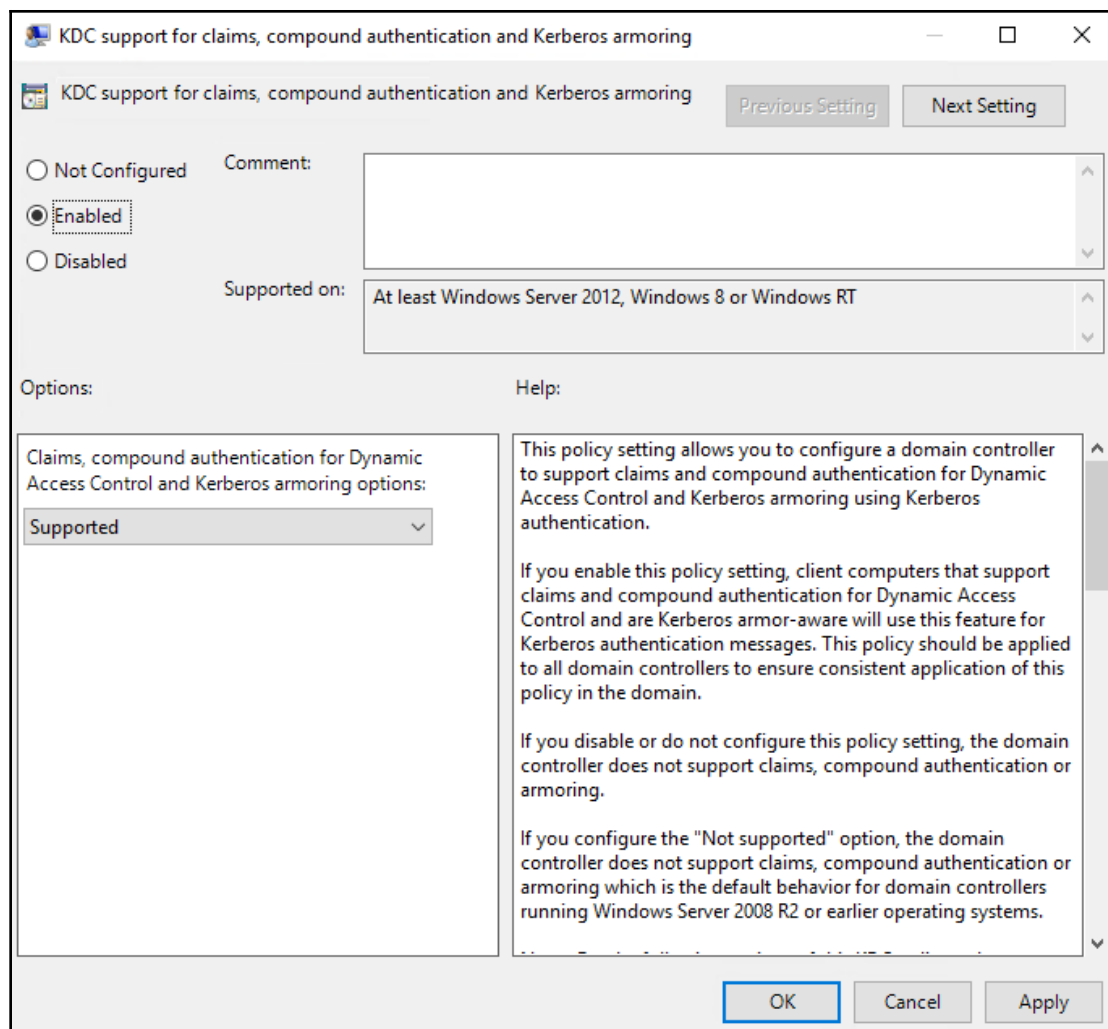 KDC support for claims, compound authentication and Kerberos armoring
KDC support for claims, compound authentication and Kerberos armoring
Previous Setting
Next Setting
Not Configured
Comment:
Enabled
Disabled
Supported on:
At least Windows Server 2012, Windows 8 or Windows RT
Options:
Help:
Claims, compound authentication for Dynamic
Access Control and Kerberos armoring options:
Supported
This policy setting allows you to configure a domain controller
to support claims and compound authentication for Dynamic
Access Control and Kerberos armoring using Kerberos
authentication.
If you enable this policy setting, client computers that support
claims and compound authentication for Dynamic Access
Control and are Kerberos armor-aware will use this feature for
Kerberos authentication messages. This policy should be applied
to all domain controllers to ensure consistent application of this
policy in the domain.
If you disable or do not configure this policy setting, the domain
controller does not support claims, compound authentication or
armoring.
If you configure the "Not supported" option, the domain
controller does not support claims, compound authentication or
armoring which is the default behavior for domain controllers
running Windows Server 2008 R2 or earlier operating systems.
OK
Cancel
Apply